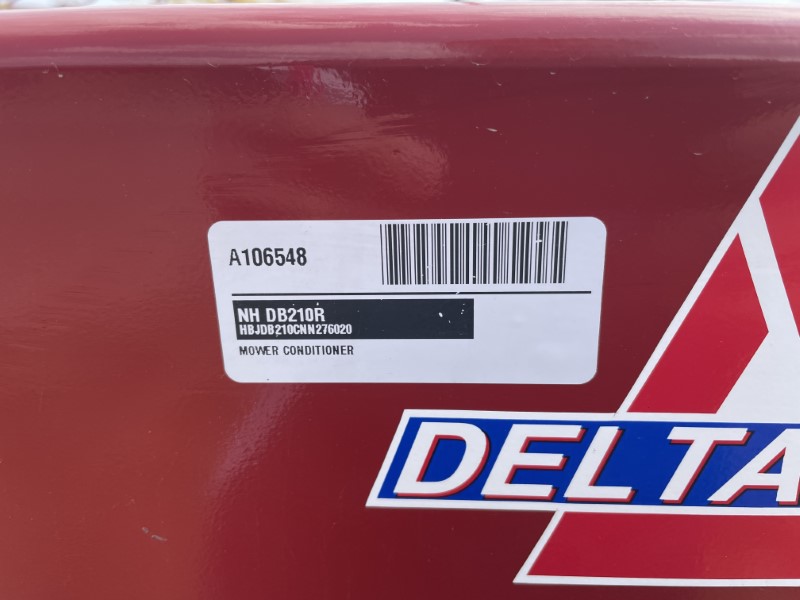 A106548
NH DB210R
HBJDB210CNN276020
MOWER CONDITIONER
DELTA